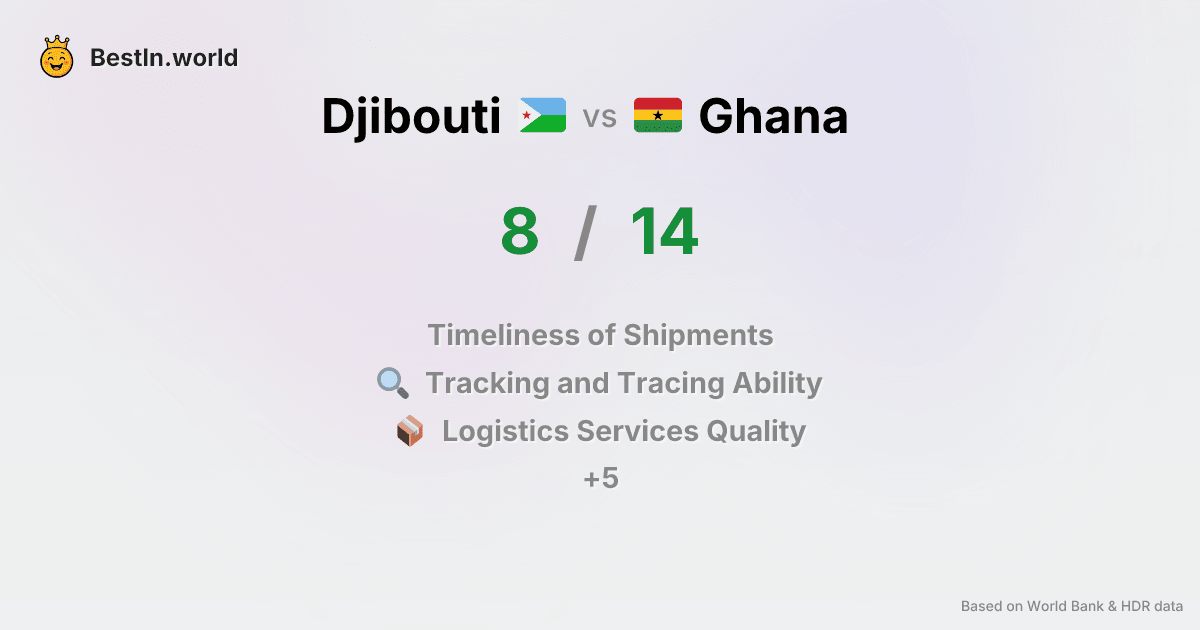 BestIn.world
Djibouti vs Ghana
8 / 14
Timeliness of Shipments
Tracking and Tracing Ability
Logistics Services Quality
+5
Based on World Bank & HDR data